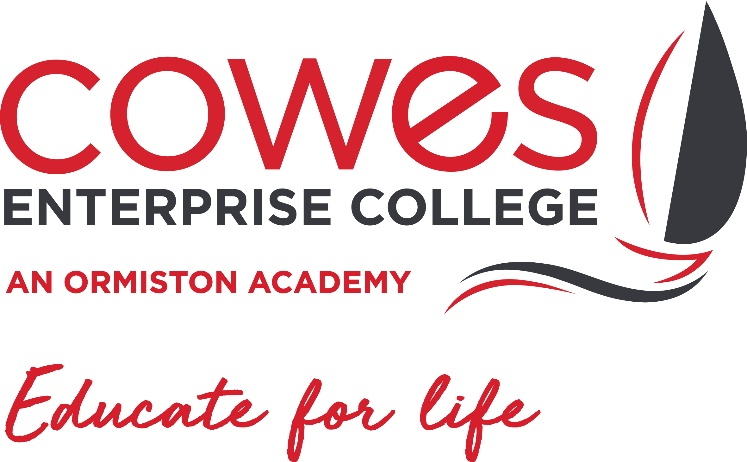 cowes
ENTERPRISE COLLEGE
AN ORMISTON ACADEMY
Educate for life